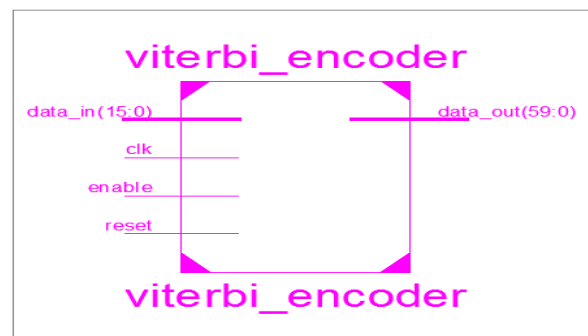 viterbi_encoder
data_in(15:0)
data_out(59:0)
clk
enable
reset
viterbi_encoder